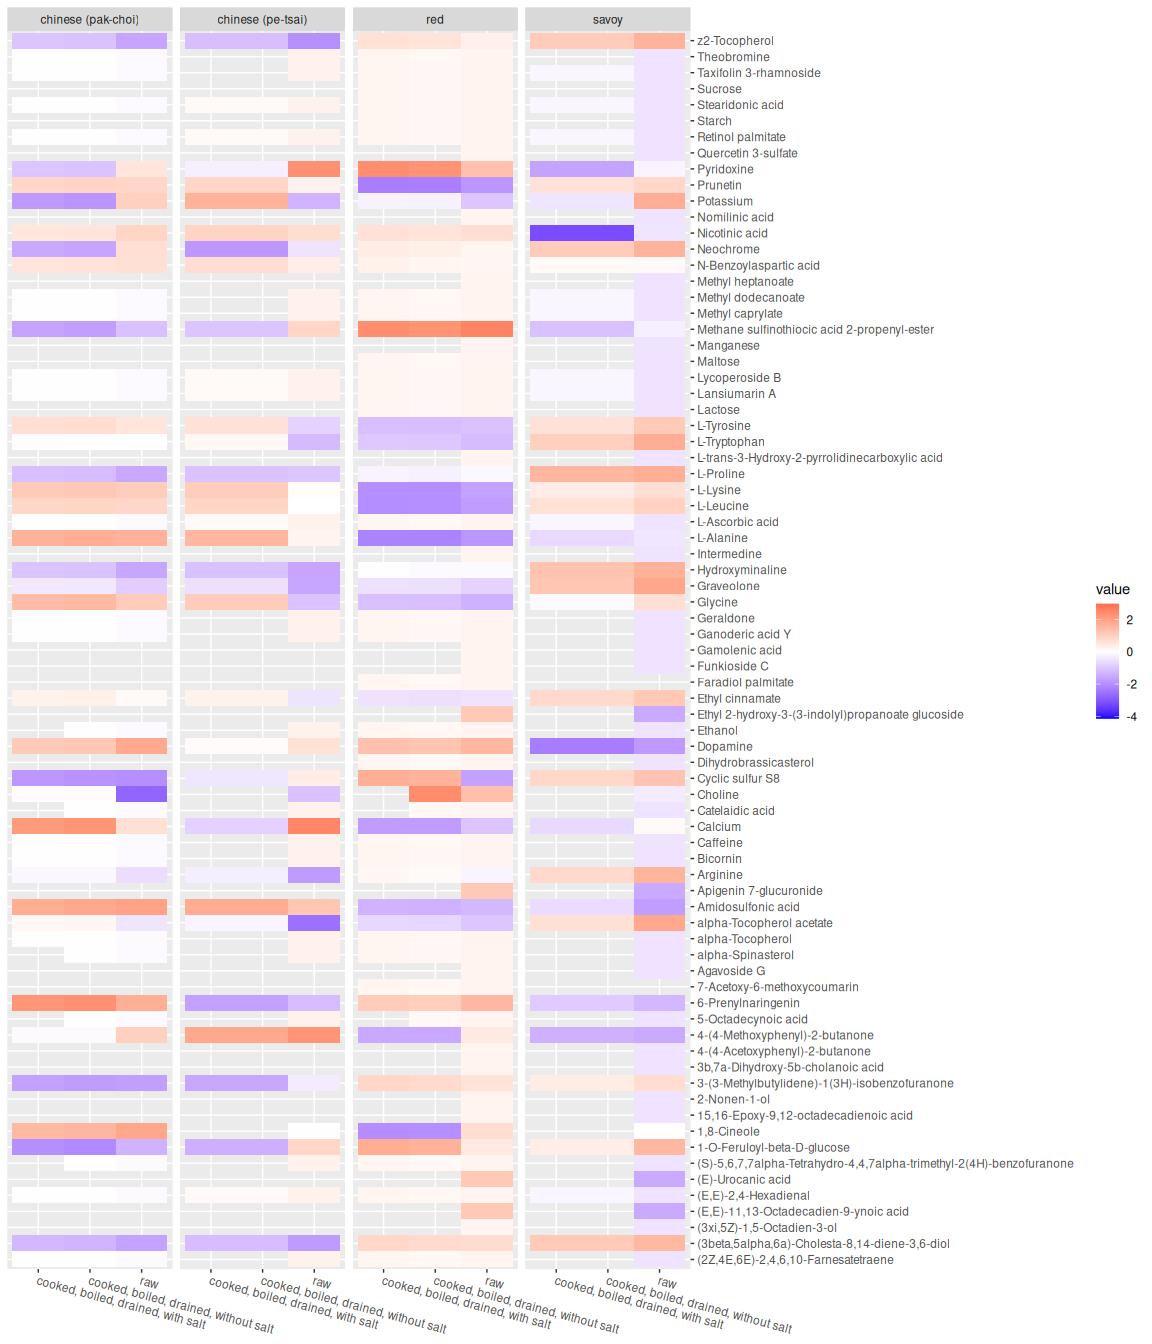 chinese (pak-choi)
chinese (pe-tsai)
red
savoy
z2-Tocopherol
Theobromine
Taxifolin 3-rhamnoside
Sucrose
Stearidonic acid
Starch
Retinol palmitate
Quercetin 3-sulfate
Pyridoxine
Prunetin
Potassium
Nomilinic acid
Nicotinic acid
Neochrome
N-Benzoylaspartic acid
Methyl heptanoate
Methyl dodecanoate
Methyl caprylate
Methane sulfinothiocic acid 2-propenyl-ester
Manganese
Maltose
Lycoperoside B
Lansiumarin A
Lactose
L-Tyrosine
L-Tryptophan
L-trans-3-Hydroxy-2-pyrrolidinecarboxylic acid
L-Proline
L-Lysine
L-Leucine
L-Ascorbic acid
L-Alanine
Intermedine
Hydroxyminaline
Graveolone
Glycine
Geraldone
Ganoderic acid Y
Gamolenic acid
Funkioside C
Faradiol palmitate
Ethyl cinnamate
Ethyl 2-hydroxy-3-(3-indolyl)propanoate glucoside
Ethanol
Dopamine
Dihydrobrassicasterol
Cyclic sulfur S8
Choline
Catelaidic acid
Calcium
Caffeine
Bicornin
Arginine
Apigenin 7-glucuronide
Amidosulfonic acid
alpha-Tocopherol acetate
alpha-Tocopherol
alpha-Spinasterol
Agavoside G
7-Acetoxy-6-methoxycoumarin
6-Prenylnaringenin
5-Octadecynoic acid
4-(4-Methoxyphenyl)-2-butanone
4-(4-Acetoxyphenyl)-2-butanone
3b,7a-Dihydroxy-5b-cholanoic acid
3-(3-Methylbutylidene)-1(3H)-isobenzofuranone
2-Nonen-1-ol
15,16-Epoxy-9,12-octadecadienoic acid
1,8-Cineole
1-O-Feruloyl-beta-D-glucose
(S)-5,6,7,7alpha-Tetrahydro-4,4,7alpha-trimethyl-2(4H)-benzofuranone
(E)-Urocanic acid
(E,E)-2,4-Hexadienal
(E,E)-11,13-Octadecadien-9-ynoic acid
(3xi,5Z)-1,5-Octadien-3-ol
(3beta,5alpha,6a)-Cholesta-8,14-diene-3,6-diol
(2Z,4E,6E)-2,4,6,10-Farnesatetraene
cooked, boiled, drained, with salt
cooked, boiled, drained, without salt
raw
cooked, boiled, drained, with salt
cooked, boiled, drained, without salt
raw
cooked, boiled, drained, with salt
cooked, boiled, drained, without salt
raw
cooked, boiled, drained, with salt
cooked, boiled, drained, without salt
raw
value
2
0
-2
-4